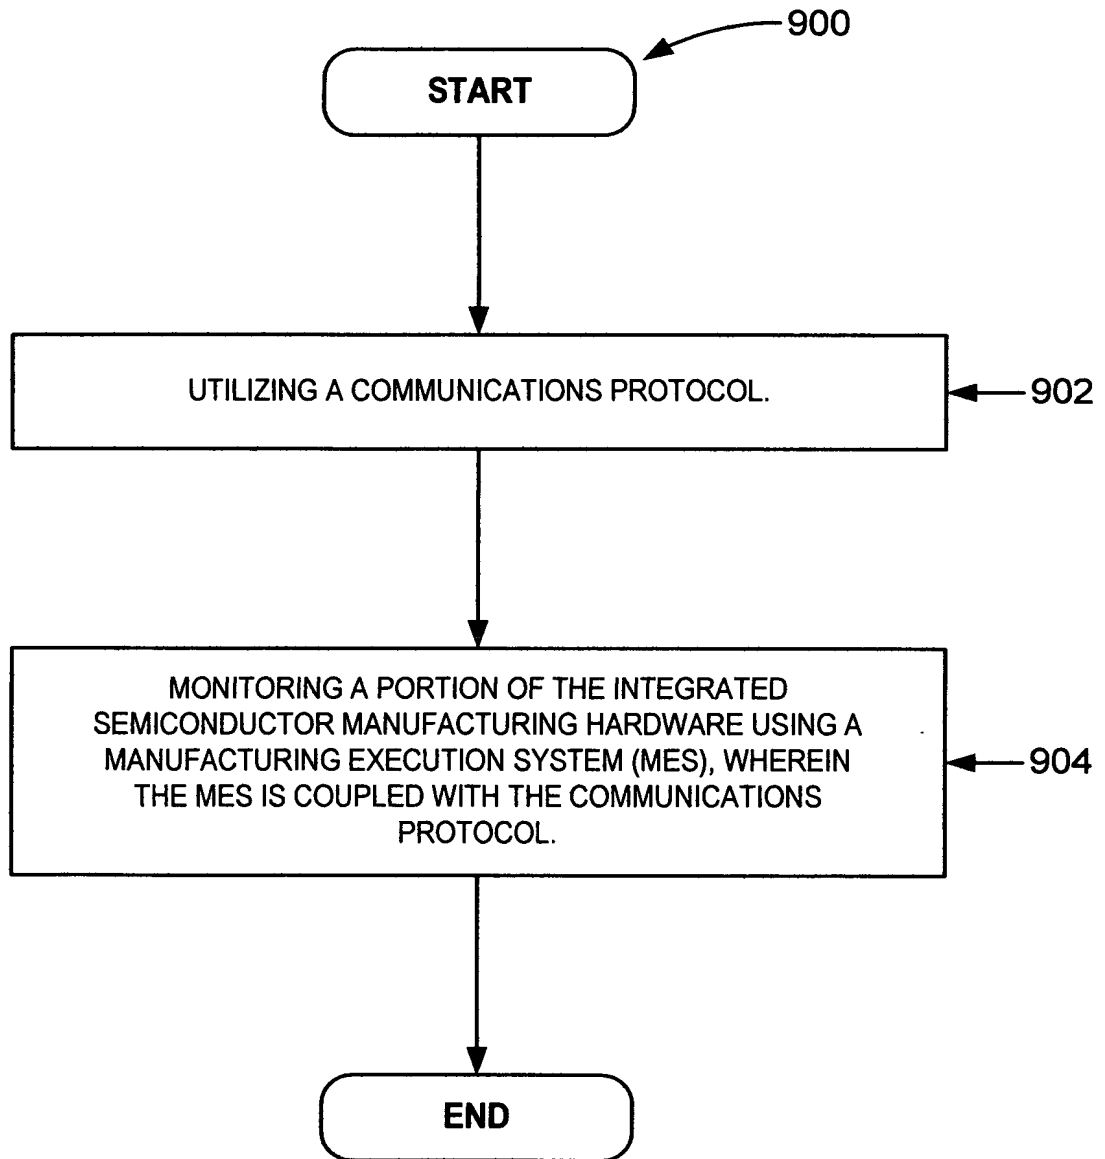 900
START
UTILIZING A COMMUNICATIONS PROTOCOL.
902
MONITORING A PORTION OF THE INTEGRATED
SEMICONDUCTOR MANUFACTURING HARDWARE USING A
MANUFACTURING EXECUTION SYSTEM (MES), WHEREIN
THE MES IS COUPLED WITH THE COMMUNICATIONS
PROTOCOL.
904
END